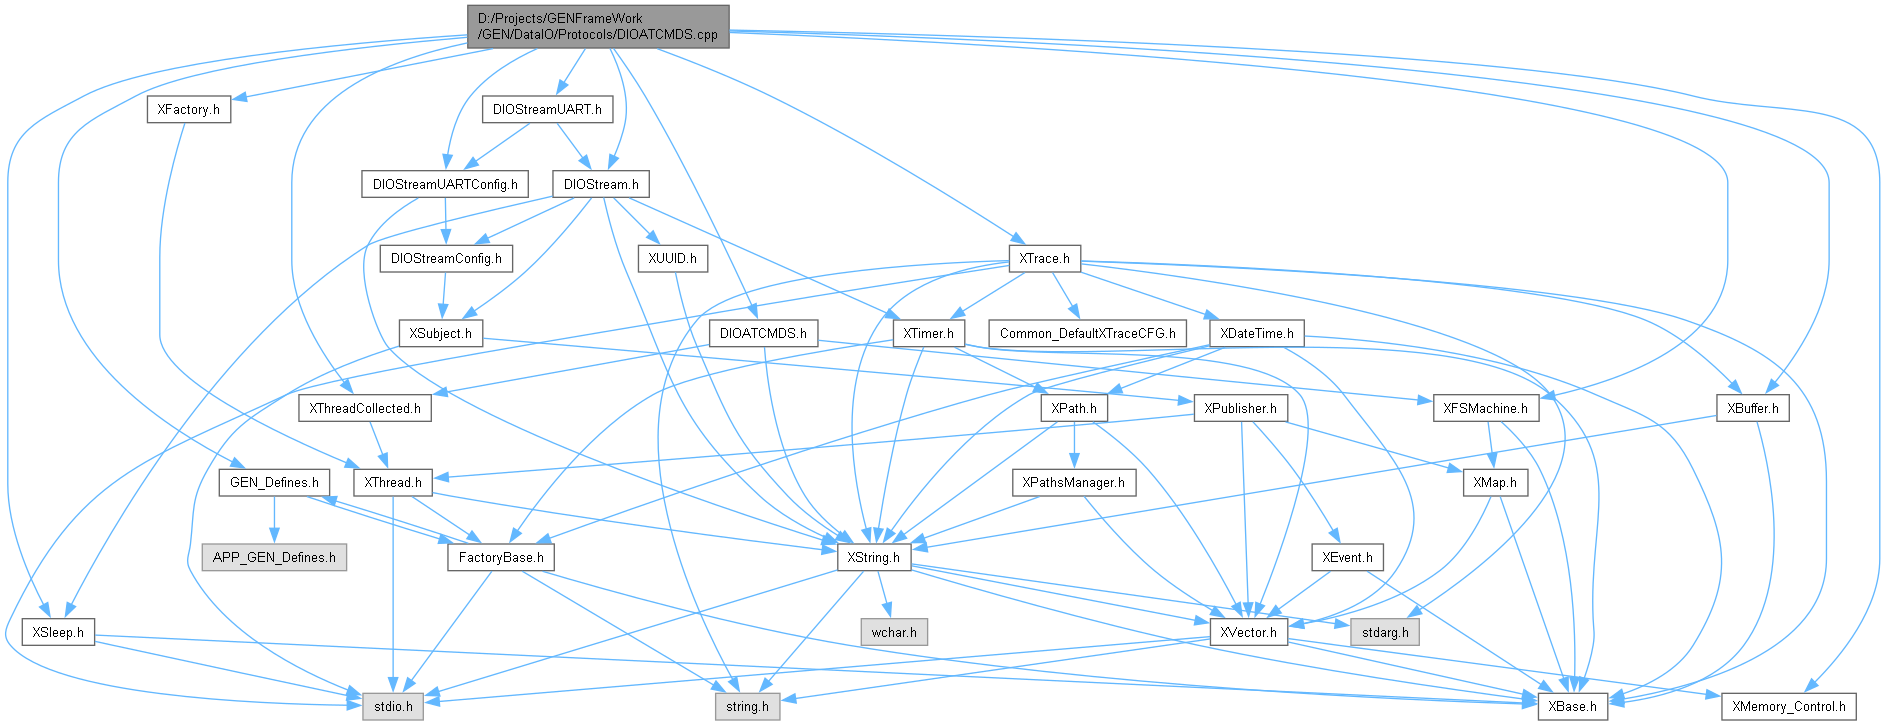 D:/Projects/GENFrameWork
/GEN/DataIO/Protocols/DIOATCMDS.cpp
XFactory.h
DIOStreamUART.h
DIOStreamUARTConfig.h
DIOStream.h
DIOStreamConfig.h
XUUID.h
XTrace.h
XSubject.h
DIOATCMDS.h
XTimer.h
Common_DefaultXTraceCFG.h
XDateTime.h
XThreadCollected.h
XPath.h
XPublisher.h
XFSMachine.h
XBuffer.h
GEN_Defines.h
XThread.h
XPathsManager.h
XMap.h
APP_GEN_Defines.h
FactoryBase.h
XString.h
XEvent.h
XSleep.h
wchar.h
XVector.h
stdarg.h
stdio.h
string.h
XBase.h
XMemory_Control.h